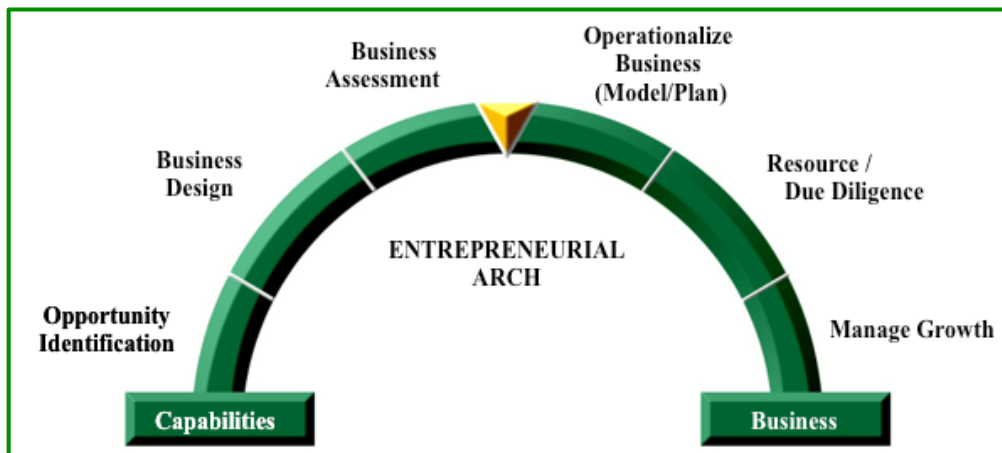 Operationalize
Business
(Model/Plan)
Business
Assessment
Business
Design
Resource /
Due Diligence
ENTREPRENEURIAL
ARCH
Opportunity
Identification
Manage Growth
Capabilities
Business